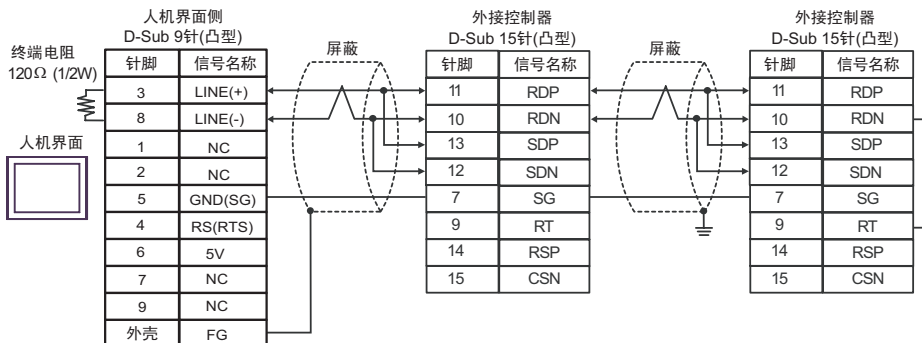 人机界面侧
D-Sub 9针(凸型)
终端电阻
120Ω (1/2W)
人机界面
针脚 信号名称
3 LINE(+)
8 LINE(-)
1 NC
2 NC
5 GND(SG)
4 RS(RTS)
6 5V
7 NC
9 NC
外壳 FG
屏蔽
外接控制器
D-Sub 15针(凸型)
针脚 信号名称
11 RDP
10 RDN
13 SDP
12 SDN
7 SG
9 RT
14 RSP
15 CSN
屏蔽
外接控制器
D-Sub 15针(凸型)
针脚 信号名称
11 RDP
10 RDN
13 SDP
12 SDN
7 SG
9 RT
14 RSP
15 CSN